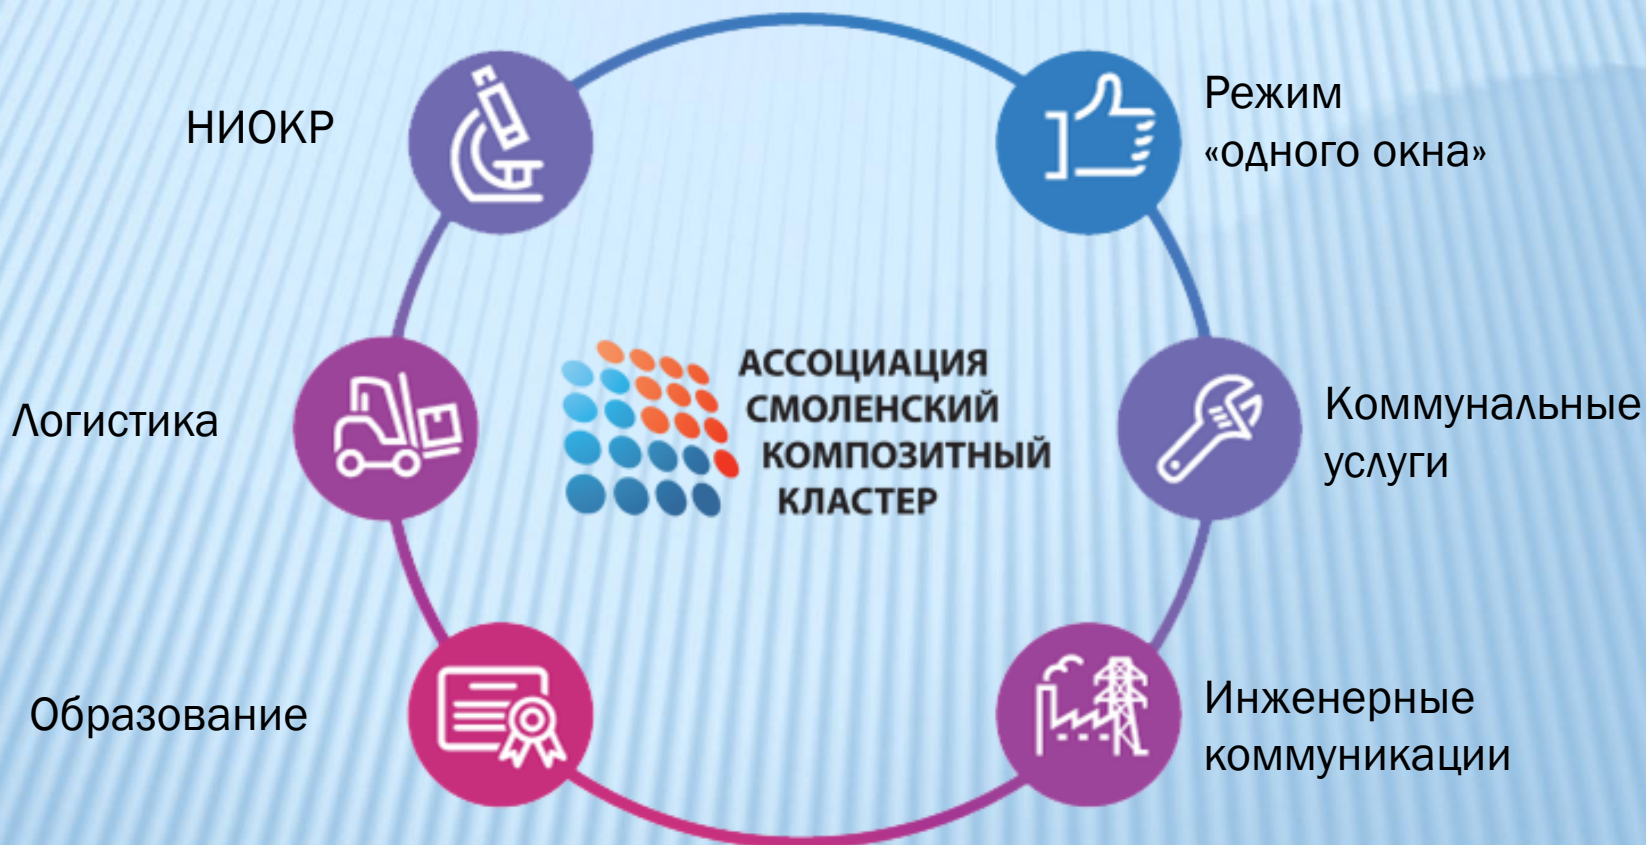 НИОКР
Режим
«одного окна»
Логистика
АССОЦИАЦИЯ
СМОЛЕНСКИЙ
КОМПОЗИТНЫЙ
КЛАСТЕР
Коммунальные
услуги
Образование
Инженерные
коммуникации